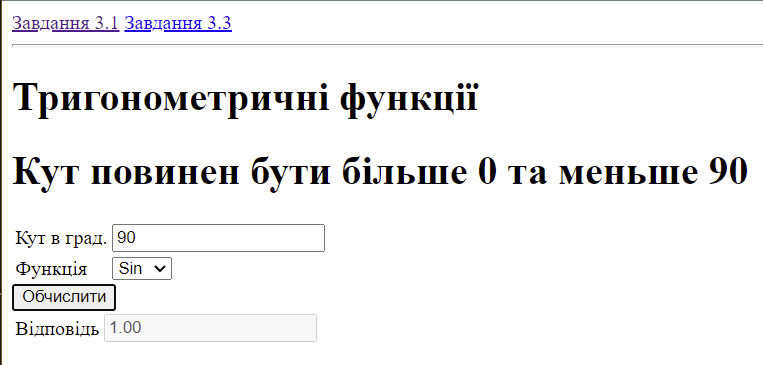 Завдання 3.1 Завдання 3.3
Тригонометричні функції
Кут повинен бути більше 0 та меньше 90
Кут в град. 90
Функція Sin
Обчислити
Відповідь 1.00